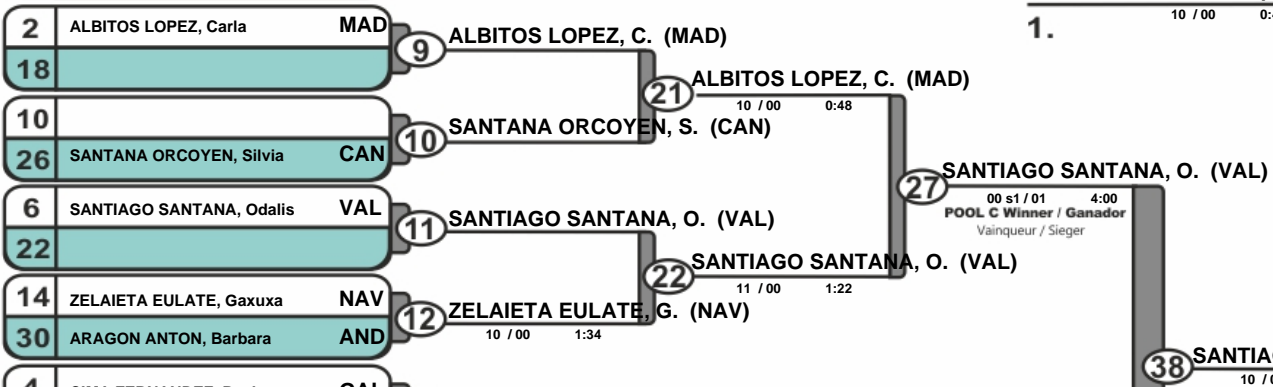 10 / 00
1.
2 ALBITOS LOPEZ, Carla MAD
18
9 ALBITOS LOPEZ, C. (MAD)
21 ALBITOS LOPEZ, C. (MAD)
10 / 00 0:48
10
26 SANTANA ORCOYEN, Silvia CAN
10 SANTANA ORCOYEN, S. (CAN)
27 SANTIAGO SANTANA, O. (VAL)
00 s1 / 01 4:00
POOL C Winner / Ganador
Vainqueur / Sieger
6 SANTIAGO SANTANA, Odalis VAL
22
11 SANTIAGO SANTANA, O. (VAL)
22 SANTIAGO SANTANA, O. (VAL)
11 / 00 1:22
14 ZELAIETA EULATE, Gaxuxa NAV
30 ARAGON ANTON, Barbara AND
12 ZELAIETA EULATE, G. (NAV)
10 / 00 1:34
38